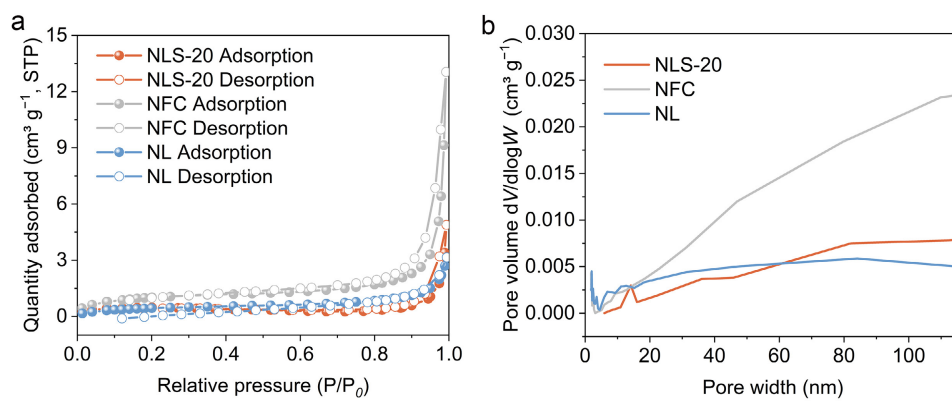 a
Quantity adsorbed (cm³ g⁻¹, STP)
15
12
9
6
3
0
NLS-20 Adsorption
NLS-20 Desorption
NFC Adsorption
NFC Desorption
NL Adsorption
NL Desorption
0.0 0.2 0.4 0.6 0.8 1.0
Relative pressure (P/P₀)
b
Pore volume dV/dlogW (cm³ g⁻¹)
0.030
0.025
0.020
0.015
0.010
0.005
0.000
NLS-20
NFC
NL
0 20 40 60 80 100
Pore width (nm)